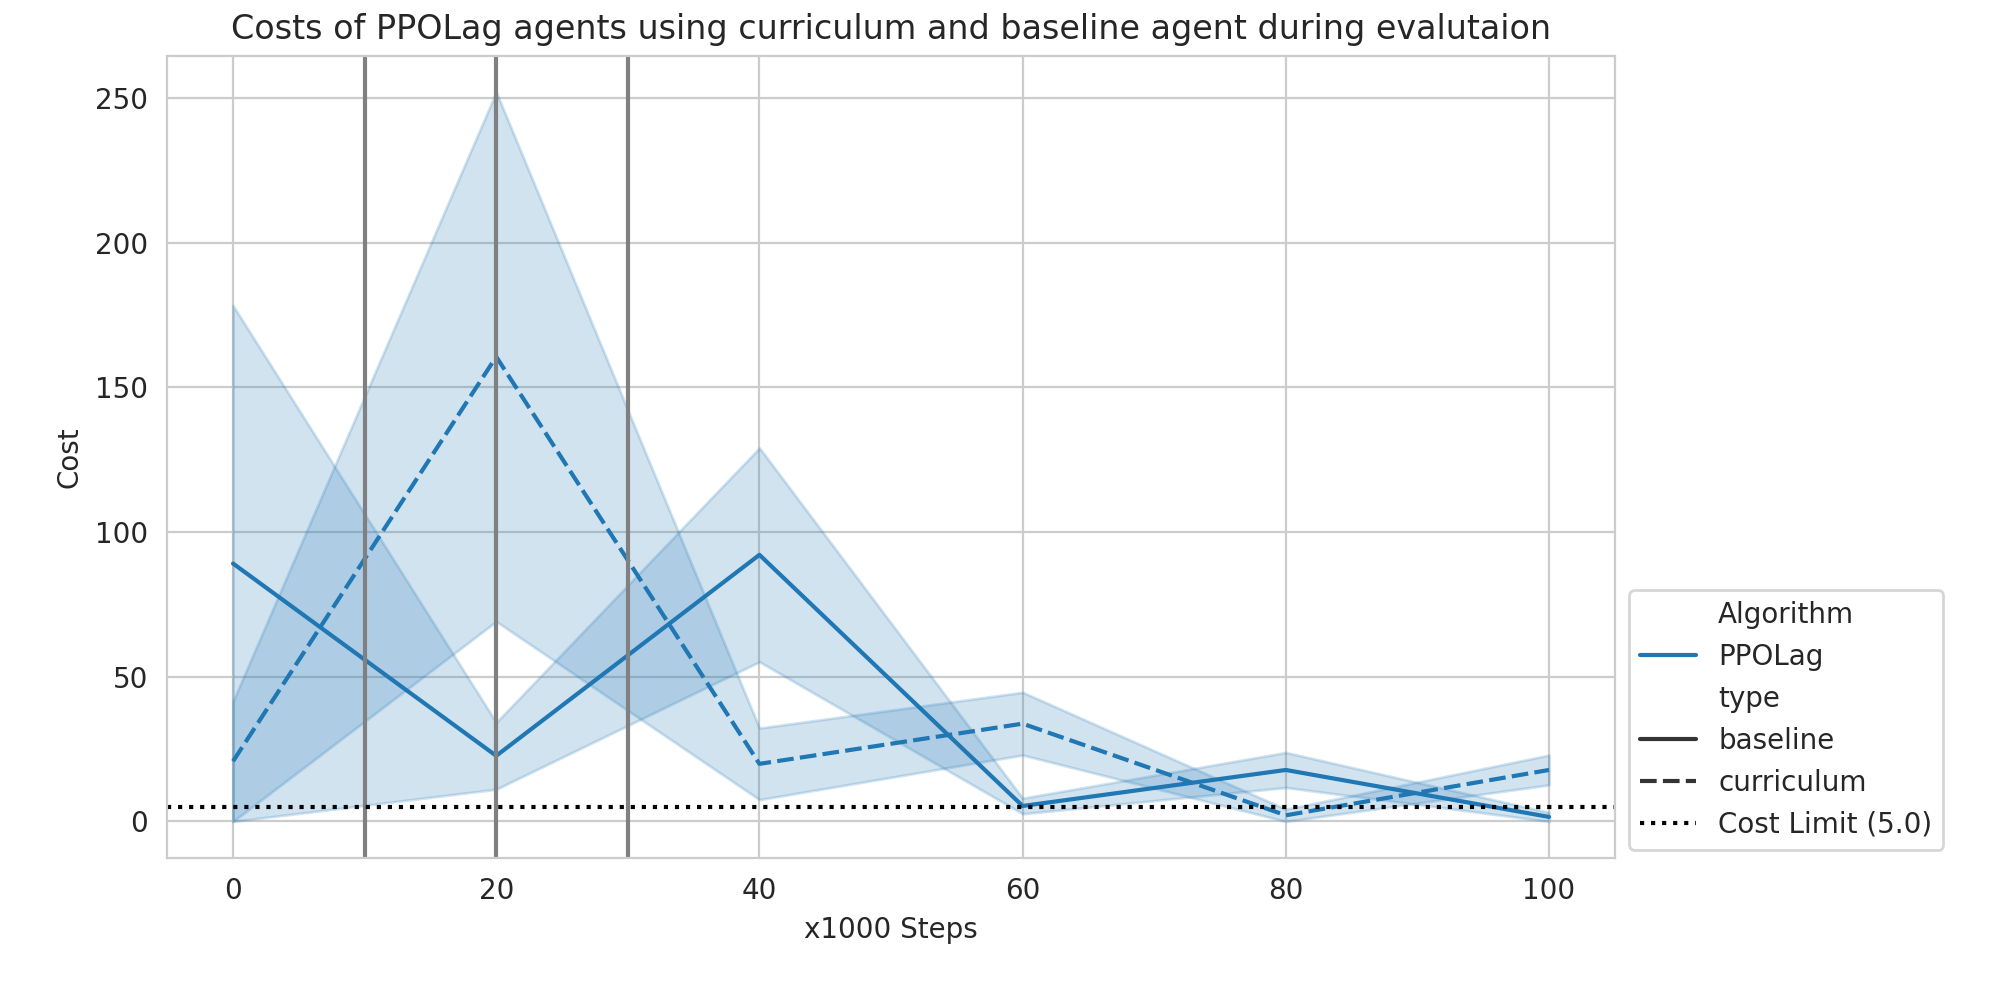 Costs of PPOLag agents using curriculum and baseline agent during evalutaion
250
200
150
100
50
0
Cost
0 20 40 60 80 100
x1000 Steps
Algorithm
PPOLag
type
baseline
curriculum
Cost Limit (5.0)